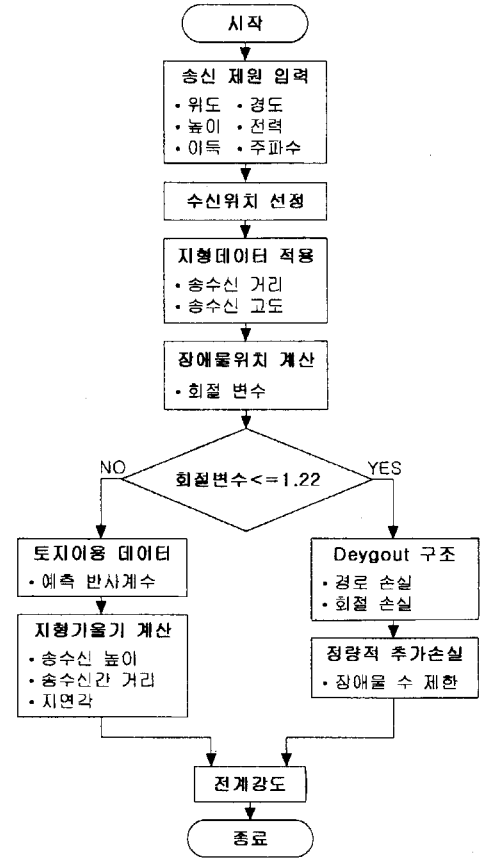 시작
송신 제원 입력
• 위도 • 경도
• 높이 • 전력
• 이득 • 주파수
수신위치 선정
지형데이터 적용
• 송수신 거리
• 송수신 고도
장애물위치 계산
• 회절 변수
회절변수<=1.22
NO
YES
토지이용 데이터
• 예측 반사계수
지형기울기 계산
• 송수신 높이
• 송수신간 거리
• 지연각
Deygout 구조
• 경로 손실
• 회절 손실
정량적 추가손실
• 장애물 수 제한
전계강도
종료